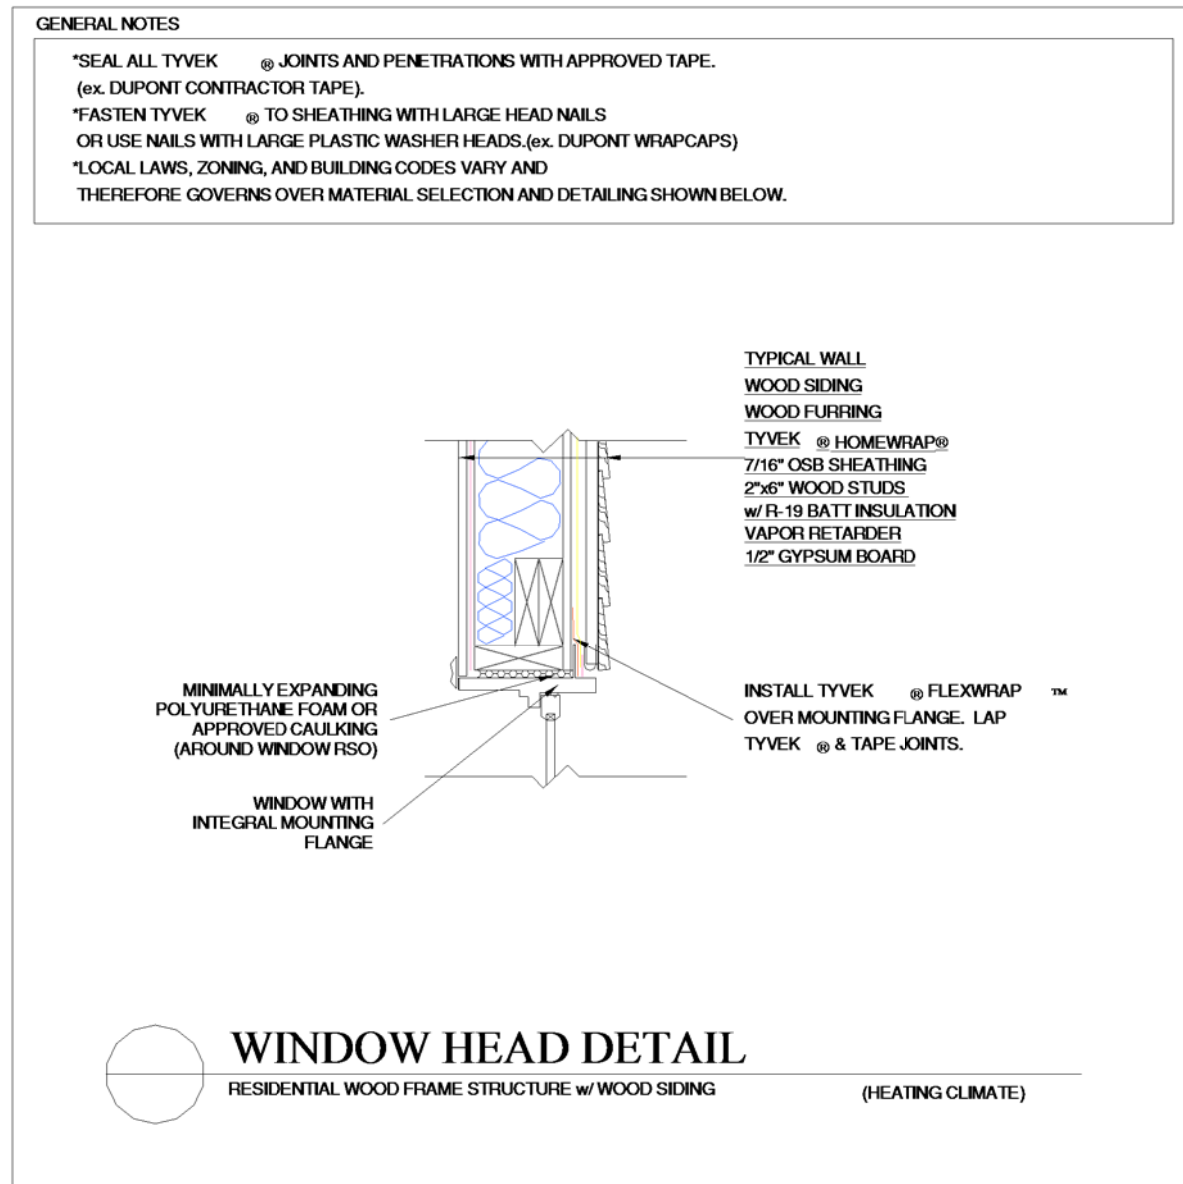 GENERAL NOTES
*SEAL ALL TYVEK ® JOINTS AND PENETRATIONS WITH APPROVED TAPE.
(ex. DUPONT CONTRACTOR TAPE).
*FASTEN TYVEK ® TO SHEATHING WITH LARGE HEAD NAILS
OR USE NAILS WITH LARGE PLASTIC WASHER HEADS.(ex. DUPONT WRAPCAPS)
*LOCAL LAWS, ZONING, AND BUILDING CODES VARY AND
THEREFORE GOVERNS OVER MATERIAL SELECTION AND DETAILING SHOWN BELOW.
TYPICAL WALL
WOOD SIDING
WOOD FURRING
TYVEK ® HOMEWRAP®
7/16" OSB SHEATHING
2"x6" WOOD STUDS
w/ R-19 BATT INSULATION
VAPOR RETARDER
1/2" GYPSUM BOARD
MINIMALLY EXPANDING
POLYURETHANE FOAM OR
APPROVED CAULKING
(AROUND WINDOW RSO)
INSTALL TYVEK ® FLEXWRAP ™
OVER MOUNTING FLANGE. LAP
TYVEK ® & TAPE JOINTS.
WINDOW WITH
INTEGRAL MOUNTING
FLANGE
WINDOW HEAD DETAIL
RESIDENTIAL WOOD FRAME STRUCTURE w/ WOOD SIDING (HEATING CLIMATE)